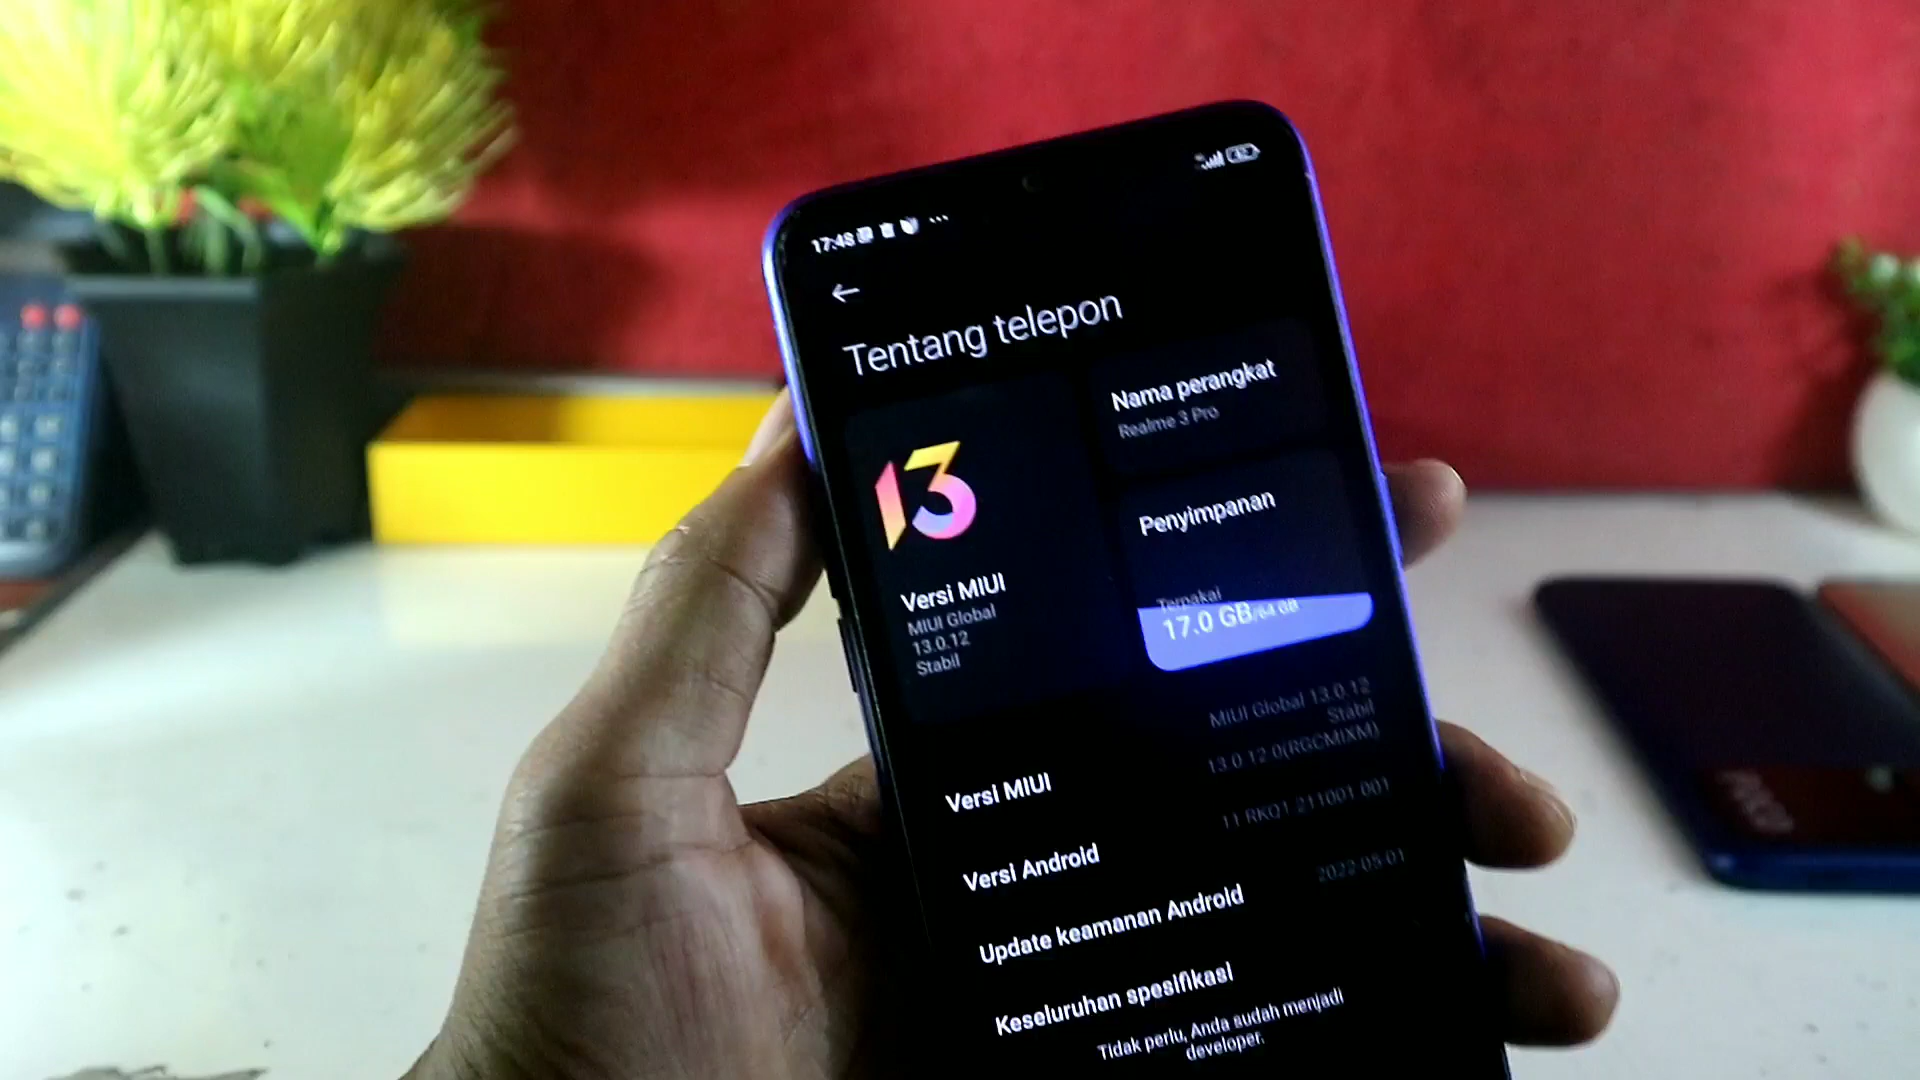 17:48
Tentang telepon
13
Versi MIUI
MIUI Global
13.0.12
Stabil
Nama perangkat
Realme 3 Pro
Penyimpanan
Terpakai
17.0 GB/64 GB
Versi MIUI
MIUI Global 13.0.12
Stabil
13.0.12.0(RGCMIXM)
Versi Android
11 RKQ1.211001.001
Update keamanan Android
2022-05-01
Keseluruhan spesifikasi
Tidak perlu, Anda sudah menjadi
developer.